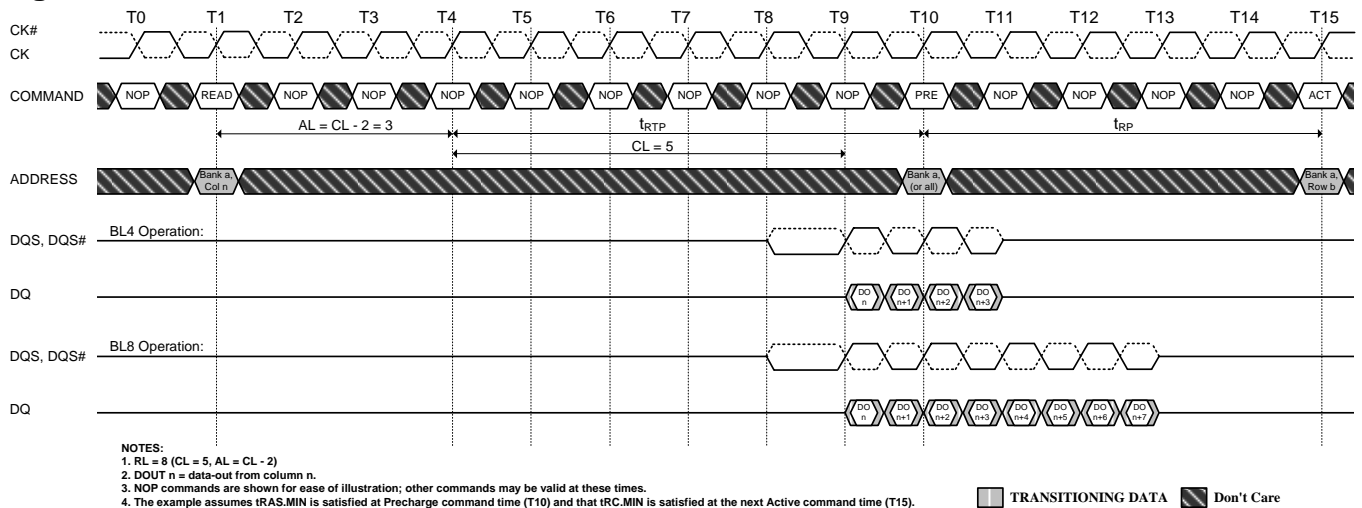 T0 T1 T2 T3 T4 T5 T6 T7 T8 T9 T10 T11 T12 T13 T14 T15
CK#
CK
COMMAND NOP READ NOP NOP NOP NOP NOP NOP NOP NOP PRE NOP NOP NOP NOP ACT
AL = CL - 2 = 3 tRTP tRP
CL = 5
ADDRESS Bank a, Col n Bank a, (or all) Bank a, Row b
BL4 Operation:
DQS, DQS#
DQ DO n DO n+1 DO n+2 DO n+3
BL8 Operation:
DQS, DQS#
DQ DO n DO n+1 DO n+2 DO n+3 DO n+4 DO n+5 DO n+6 DO n+7
NOTES:
1. RL = 8 (CL = 5, AL = CL - 2)
2. DOUT n = data-out from column n.
3. NOP commands are shown for ease of illustration; other commands may be valid at these times.
4. The example assumes tRAS.MIN is satisfied at Precharge command time (T10) and that tRC.MIN is satisfied at the next Active command time (T15).
TRANSITIONING DATA Don't Care